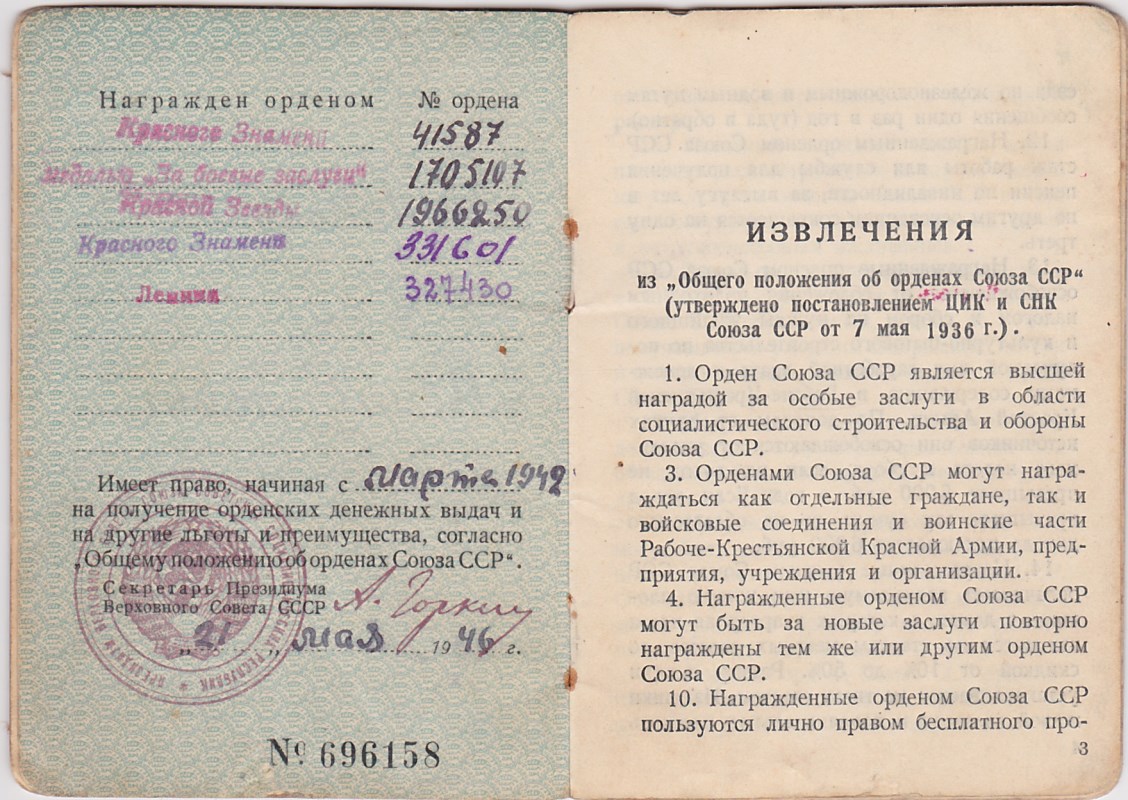 Награжден орденом № ордена
Красного Знамени 41587
Медалью „За боевые заслуги“ 1705107
Красной Звезды 1966250
Красного Знамени 331601
Ленина 327430
Имеет право, начиная с марта 1942
на получение орденских денежных выдач и
на другие льготы и преимущества, согласно
„Общему положению об орденах Союза ССР“.
Секретарь Президиума
Верховного Совета СССР А. Горкин
„21“ мая 1946 г.
№ 696158
ИЗВЛЕЧЕНИЯ
из „Общего положения об орденах Союза ССР“
(утверждено постановлением ЦИК и СНК
Союза ССР от 7 мая 1936 г.).
1. Орден Союза ССР является высшей
наградой за особые заслуги в области
социалистического строительства и обороны
Союза ССР.
3. Орденами Союза ССР могут награ-
ждаться как отдельные граждане, так и
войсковые соединения и воинские части
Рабоче-Крестьянской Красной Армии, пред-
приятия, учреждения и организации.
4. Награжденные орденом Союза ССР
могут быть за новые заслуги повторно
награждены тем же или другим орденом
Союза ССР.
10. Награжденные орденом Союза ССР
пользуются лично правом бесплатного про-
3